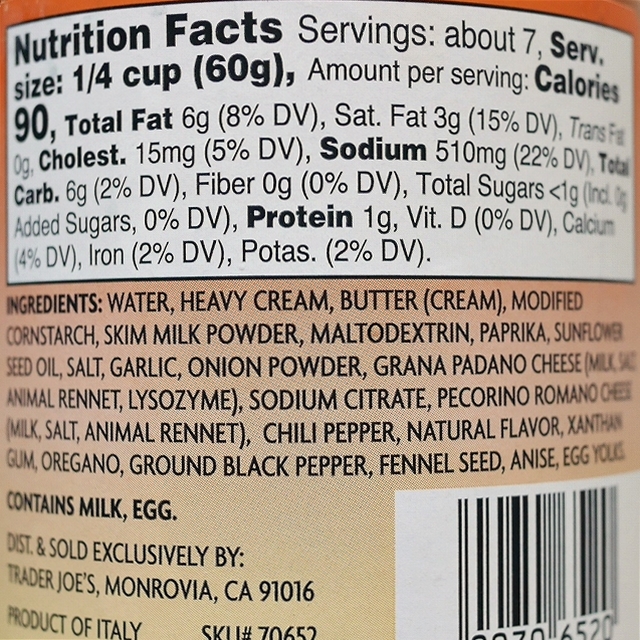 Nutrition Facts Servings: about 7, Serv.
size: 1/4 cup (60g), Amount per serving: Calories
90, Total Fat 6g (8% DV), Sat. Fat 3g (15% DV), Trans Fat
0g, Cholest. 15mg (5% DV), Sodium 510mg (22% DV), Total
Carb. 6g (2% DV), Fiber 0g (0% DV), Total Sugars <1g (Incl. 0g
Added Sugars, 0% DV), Protein 1g, Vit. D (0% DV), Calcium
(4% DV), Iron (2% DV), Potas. (2% DV).
INGREDIENTS: WATER, HEAVY CREAM, BUTTER (CREAM), MODIFIED
CORNSTARCH, SKIM MILK POWDER, MALTODEXTRIN, PAPRIKA, SUNFLOWER
SEED OIL, SALT, GARLIC, ONION POWDER, GRANA PADANO CHEESE (MILK, SALT,
ANIMAL RENNET, LYSOZYME), SODIUM CITRATE, PECORINO ROMANO CHEESE
(MILK, SALT, ANIMAL RENNET), CHILI PEPPER, NATURAL FLAVOR, XANTHAN
GUM, OREGANO, GROUND BLACK PEPPER, FENNEL SEED, ANISE, EGG YOLKS.
CONTAINS MILK, EGG.
DIST. & SOLD EXCLUSIVELY BY:
TRADER JOE'S, MONROVIA, CA 91016
PRODUCT OF ITALY SKU# 70652